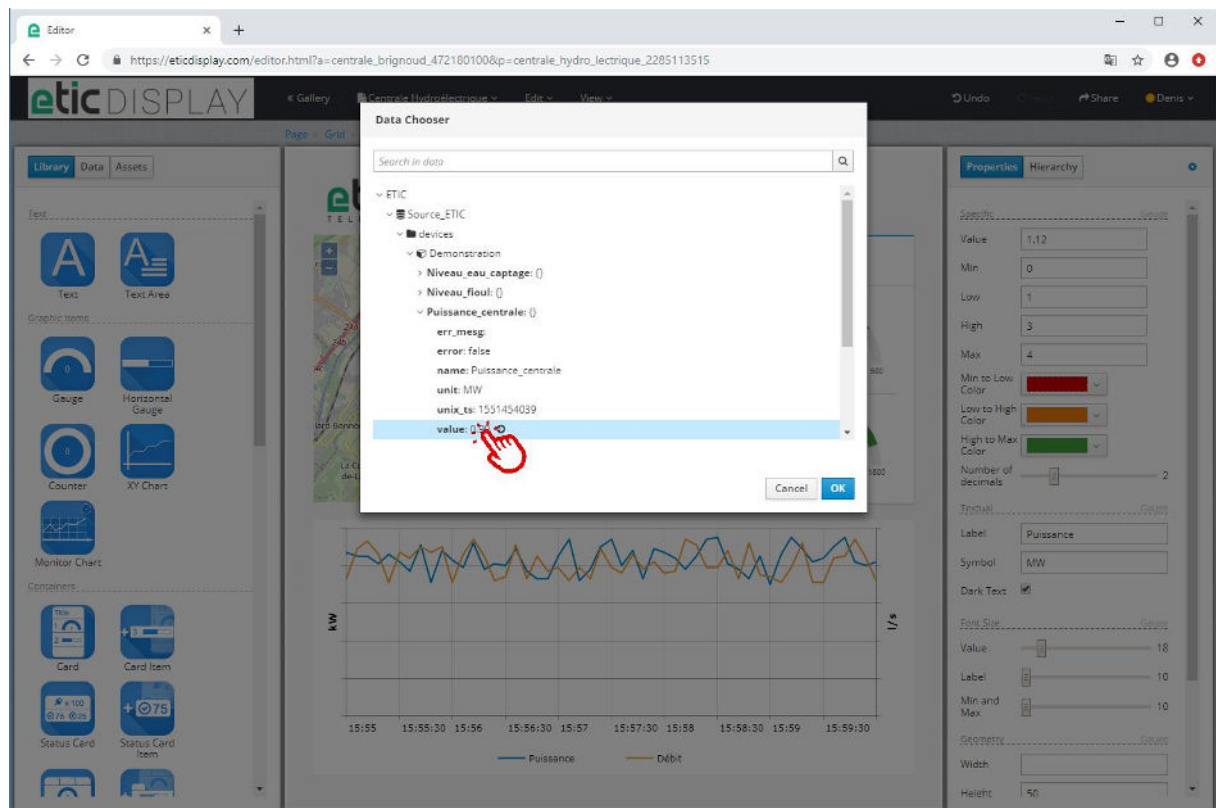 Editor
https://eticdisplay.com/editor.html?a=centrale_brignoud_472180100&p=centrale_hydro_lectrique_2285113515
eticDISPLAY
« Gallery
Centrale Hydroélectrique
Edit
View
Undo
Share
Denis
Page
Grid
Library
Data
Assets
Text
Text
Text Area
Graphic Items
Gauge
Horizontal
Gauge
Counter
XY Chart
Monitor Chart
Containers
Card
Card Item
Status Card
Status Card
Item
Data Chooser
Search in data
ETIC
Source_ETIC
devices
Demonstration
Niveau_eau_captage: {}
Niveau_fioul: {}
Puissance_centrale: {}
err_mesg:
error: false
name: Puissance_centrale
unit: MW
unix_ts: 1551454039
value:
Cancel
OK
kW
l/s
15:55
15:55:30
15:56
15:56:30
15:57
15:57:30
15:58
15:58:30
15:59
15:59:30
Puissance
Débit
Properties
Hierarchy
Specific
Gauge
Value
1.12
Min
0
Low
1
High
3
Max
4
Min to Low
Color
Low to High
Color
High to Max
Color
Number of
decimals
2
Textual
Gauge
Label
Puissance
Symbol
MW
Dark Text
Font Size
Gauge
Value
18
Label
10
Min and
Max
10
Geometry
Gauge
Width
Height
50